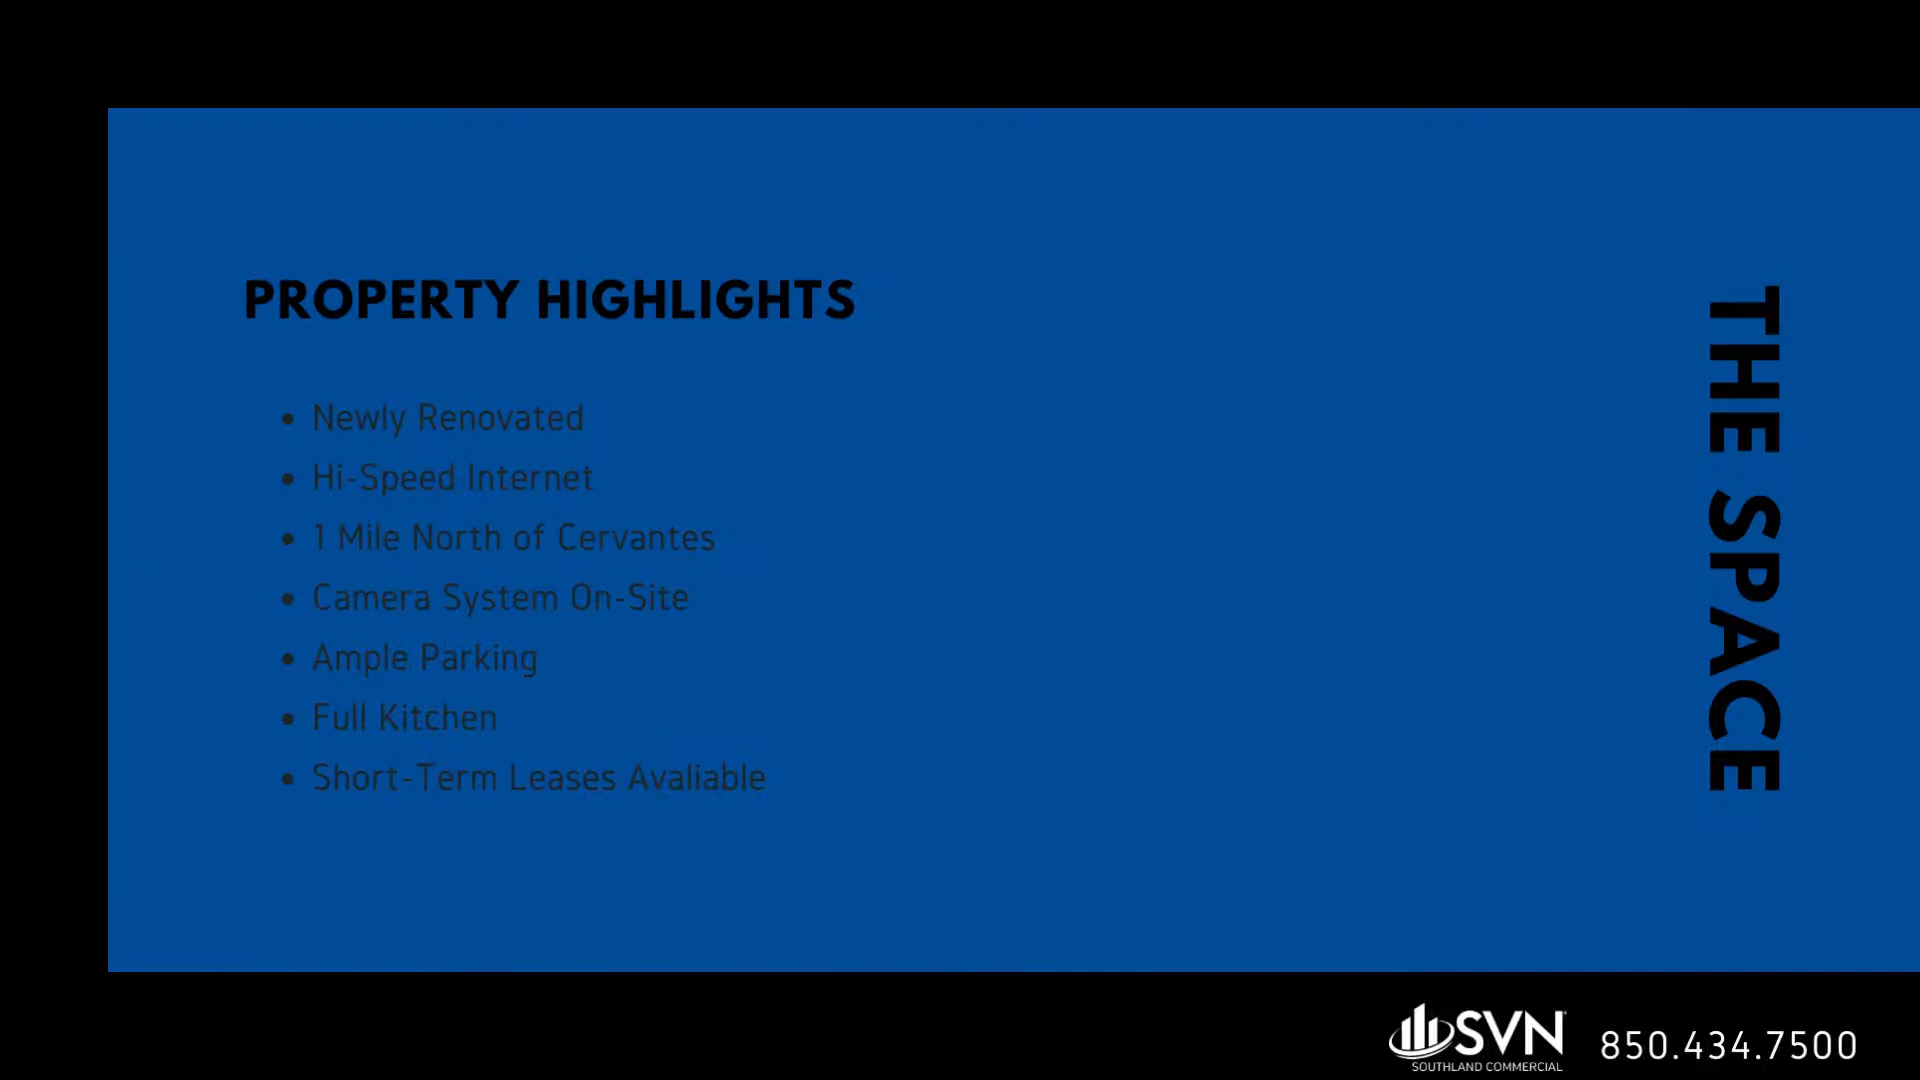 PROPERTY HIGHLIGHTS
Newly Renovated
Hi-Speed Internet
1 Mile North of Cervantes
Camera System On-Site
Ample Parking
Full Kitchen
Short-Term Leases Avaliable
THE SPACE
SVN
SOUTHLAND COMMERCIAL
850.434.7500